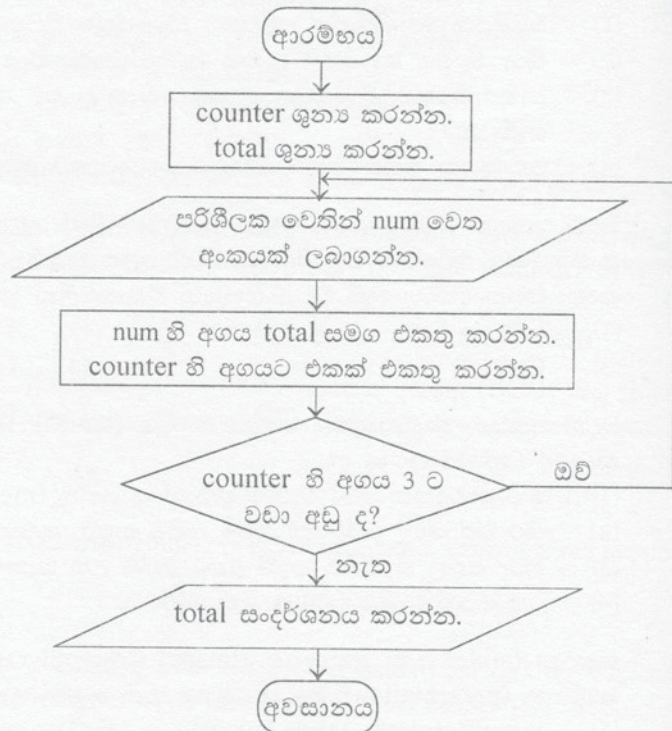 ආරම්භය
counter ශුන්‍ය කරන්න.
total ශුන්‍ය කරන්න.
පරිශීලක වෙතින් num වෙත
අංකයක් ලබාගන්න.
num හි අගය total සමග එකතු කරන්න.
counter හි අගයට එකක් එකතු කරන්න.
counter හි අගය 3 ට
වඩා අඩු ද?
ඔව්
නැත
total සංදර්ශනය කරන්න.
අවසානය